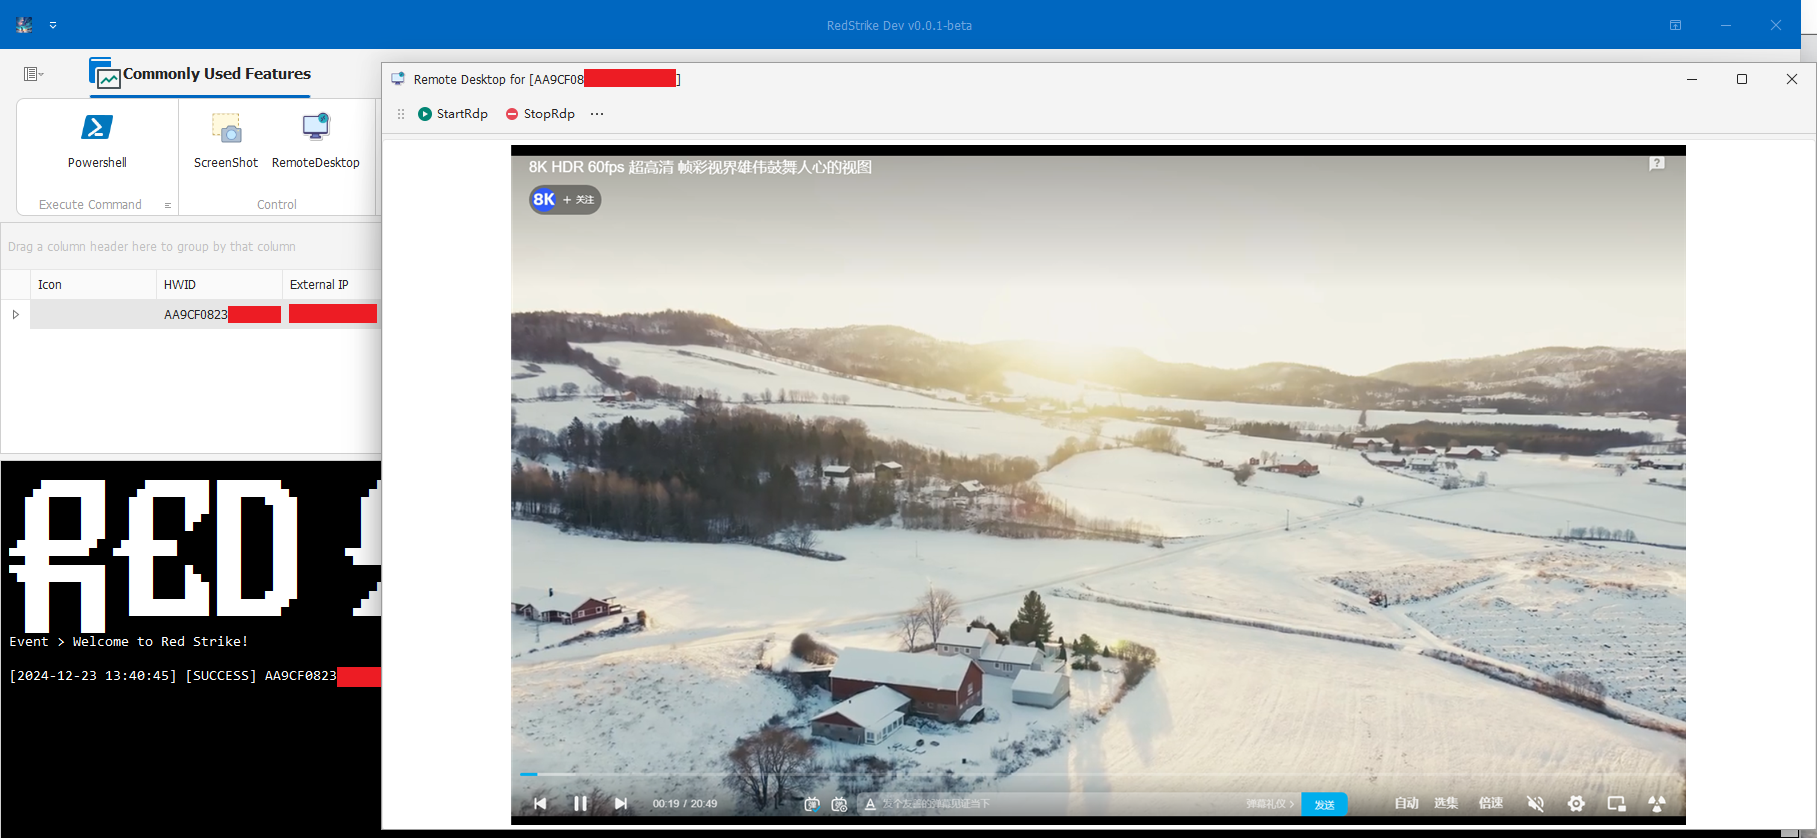 RedStrike Dev v0.0.1-beta
Commonly Used Features
Powershell
ScreenShot
RemoteDesktop
Execute Command
Control
Drag a column header here to group by that column
Icon
HWID
External IP
AA9CF0823
RED
Event > Welcome to Red Strike!
[2024-12-23 13:40:45] [SUCCESS] AA9CF0823
Remote Desktop for [AA9CF08 ]
StartRdp
StopRdp
8K HDR 60fps 超高清 帧彩视界雄伟鼓舞人心的视图
8K + 关注
00:19 / 20:49
发个友善的弹幕见证当下
弹幕礼仪 >
发送
自动
选集
倍速